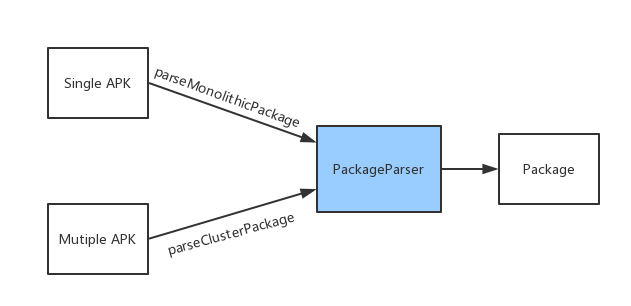 Single APK
parseMonolithicPackage
PackageParser
Package
Mutiple APK
parseClusterPackage